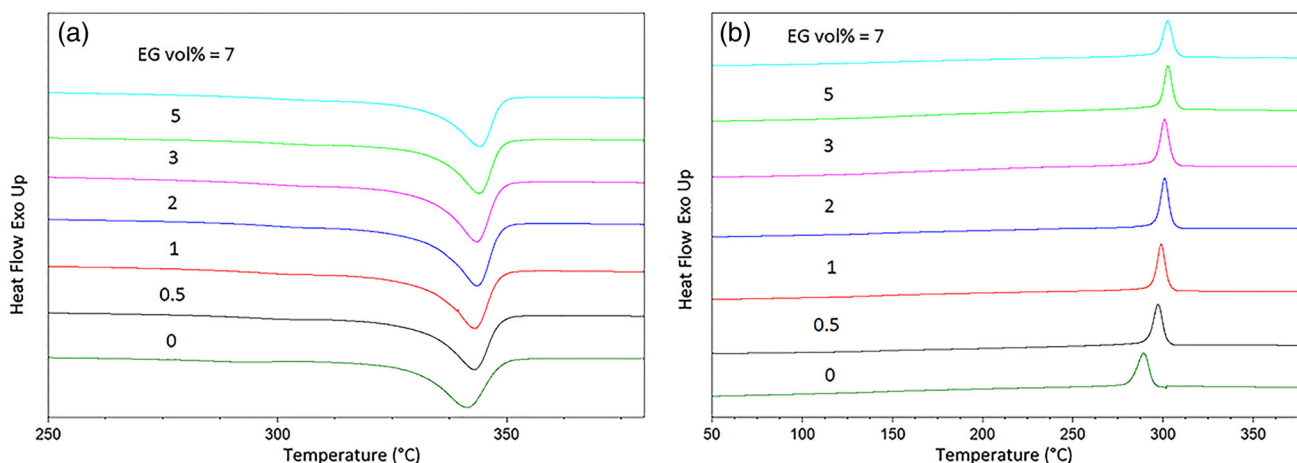 (a)
EG vol% = 7
5
3
2
1
0.5
0
Heat Flow Exo Up
250
300
350
Temperature (°C)
(b)
EG vol% = 7
5
3
2
1
0.5
0
Heat Flow Exo Up
50
100
150
200
250
300
350
Temperature (°C)